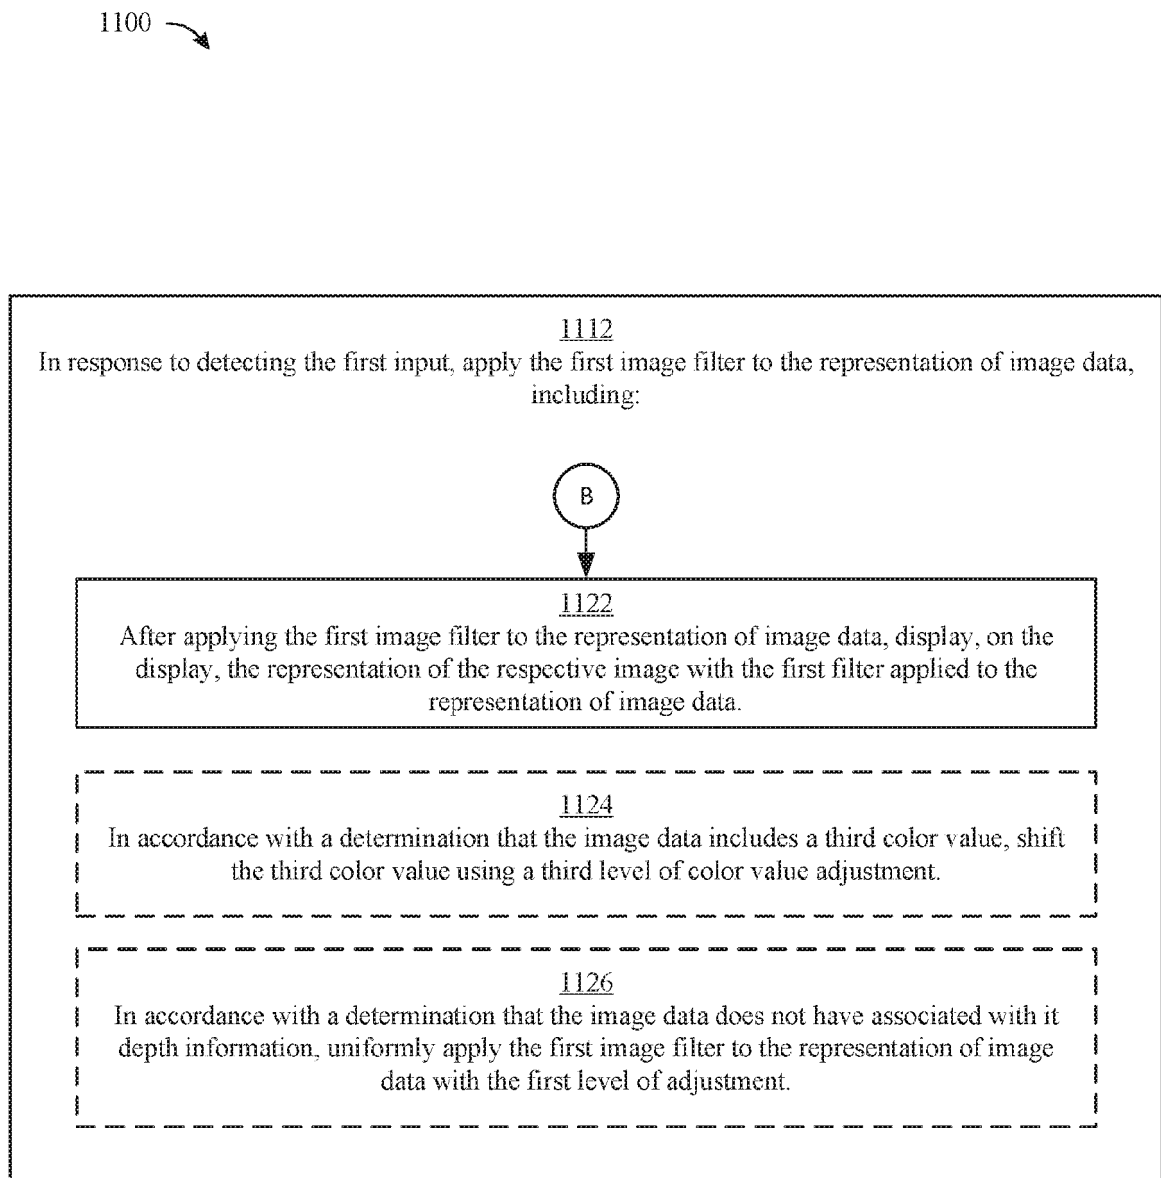 1100
1112
In response to detecting the first input, apply the first image filter to the representation of image data,
including:
B
1122
After applying the first image filter to the representation of image data, display, on the
display, the representation of the respective image with the first filter applied to the
representation of image data.
1124
In accordance with a determination that the image data includes a third color value, shift
the third color value using a third level of color value adjustment.
1126
In accordance with a determination that the image data does not have associated with it
depth information, uniformly apply the first image filter to the representation of image
data with the first level of adjustment.